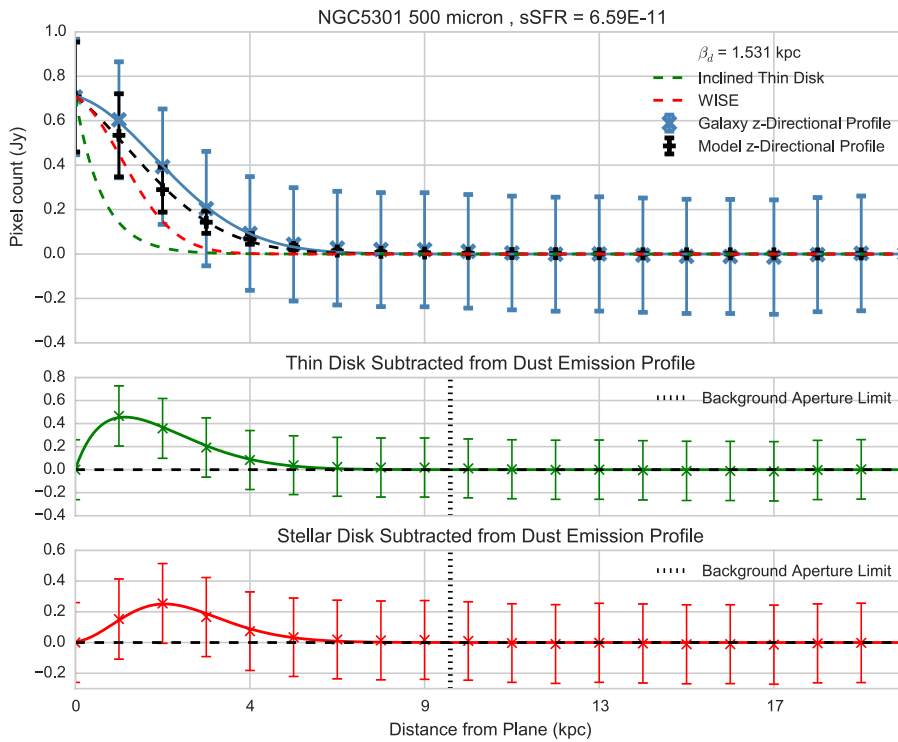 NGC5301 500 micron , sSFR = 6.59E-11
1.0
0.8
0.6
0.4
0.2
0.0
−0.2
−0.4
Pixel count (Jy)
β_d = 1.531 kpc
Inclined Thin Disk
WISE
Galaxy z-Directional Profile
Model z-Directional Profile
Thin Disk Subtracted from Dust Emission Profile
0.8
0.6
0.4
0.2
0.0
−0.2
−0.4
Background Aperture Limit
Stellar Disk Subtracted from Dust Emission Profile
0.6
0.4
0.2
0.0
−0.2
Background Aperture Limit
0 4 9 13 17
Distance from Plane (kpc)